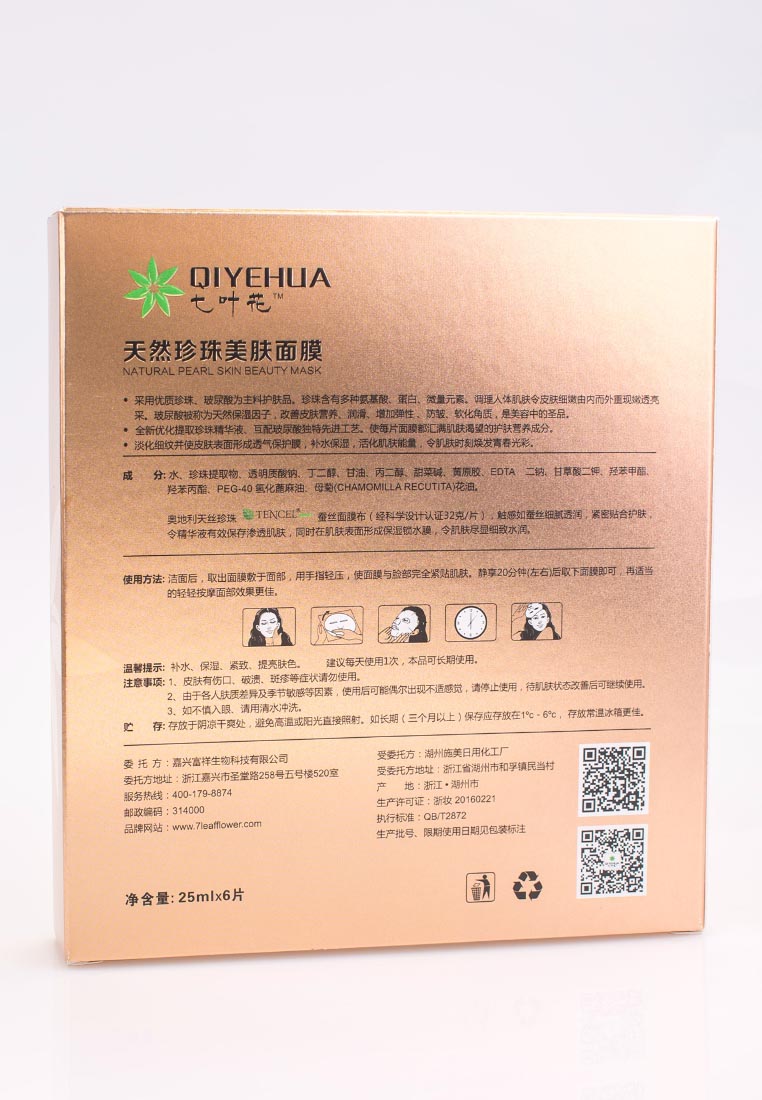 QIYEHUA
七叶花™
天然珍珠美肤面膜
NATURAL PEARL SKIN BEAUTY MASK
• 采用优质珍珠、玻尿酸为主料护肤品。珍珠含有多种氨基酸、蛋白、微量元素。调理人体肌肤令皮肤细嫩由内而外重现嫩透亮
采。玻尿酸被称为天然保湿因子，改善皮肤营养、润滑、增加弹性、防皱、软化角质，是美容中的圣品。
• 全新优化提取珍珠精华液、互配玻尿酸独特先进工艺。使每片面膜都汇满肌肤渴望的护肤营养成分。
• 淡化细纹并使皮肤表面形成透气保护膜，补水保湿，活化肌肤能量，令肌肤时刻焕发青春光彩。
成 分: 水、珍珠提取物、透明质酸钠、丁二醇、甘油、丙二醇、甜菜碱、黄原胶、EDTA 二钠、甘草酸二钾、羟苯甲酯、
羟苯丙酯、PEG-40 氢化蓖麻油、母菊(CHAMOMILLA RECUTITA)花油。
奥地利天丝珍珠 TENCEL® 蚕丝面膜布（经科学设计认证32克/片），触感如蚕丝细腻透润，紧密贴合肌肤，
令精华液有效保存渗透肌肤，同时在肌肤表面形成保湿锁水膜，令肌肤尽显细致水润。
使用方法: 洁面后，取出面膜敷于面部，用手指轻压，使面膜与脸部完全紧贴肌肤。静享20分钟(左右)后取下面膜即可，再适当
的轻轻按摩面部效果更佳。
温馨提示: 补水、保湿、紧致、提亮肤色。 建议每天使用1次，本品可长期使用。
注意事项: 1、皮肤有伤口、破溃、斑疹等症状请勿使用。
2、由于各人肤质差异及季节敏感等因素，使用后可能偶尔出现不适感觉，请停止使用，待肌肤状态改善后可继续使用。
3、如不慎入眼、请用清水冲洗。
贮 存: 存放于阴凉干爽处，避免高温或阳光直接照射。如长期（三个月以上）保存应存放在1ºc - 6ºc，存放常温冰箱更佳。
委 托 方：嘉兴富祥生物科技有限公司
委托方地址：浙江嘉兴市圣堂路258号五号楼520室
服务热线：400-179-8874
邮政编码：314000
品牌网站：www.7leafflower.com
受委托方：湖州施美日用化工厂
受委托方地址：浙江省湖州市和孚镇民当村
产 地：浙江•湖州市
生产许可证：浙妆 20160221
执行标准：QB/T2872
生产批号、限期使用日期见包装标注
净含量: 25mlx6片